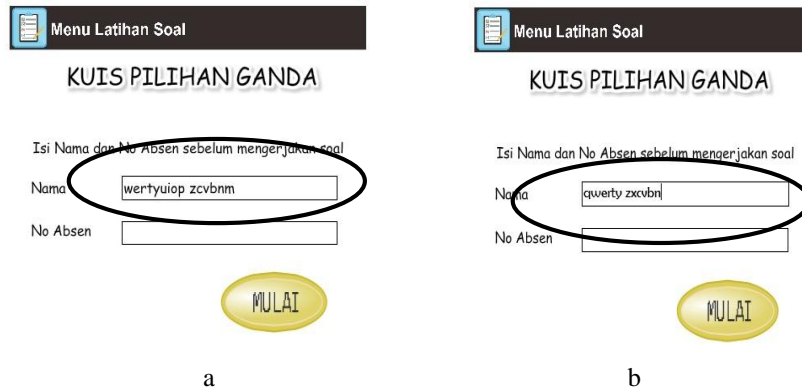 Menu Latihan Soal
KUIS PILIHAN GANDA
Isi Nama dan No Absen sebelum mengerjakan soal
Nama wertyuiop zcvbnm
No Absen
MULAI
a
Menu Latihan Soal
KUIS PILIHAN GANDA
Isi Nama dan No Absen sebelum mengerjakan soal
Nama qwerty zxcvbn
No Absen
MULAI
b